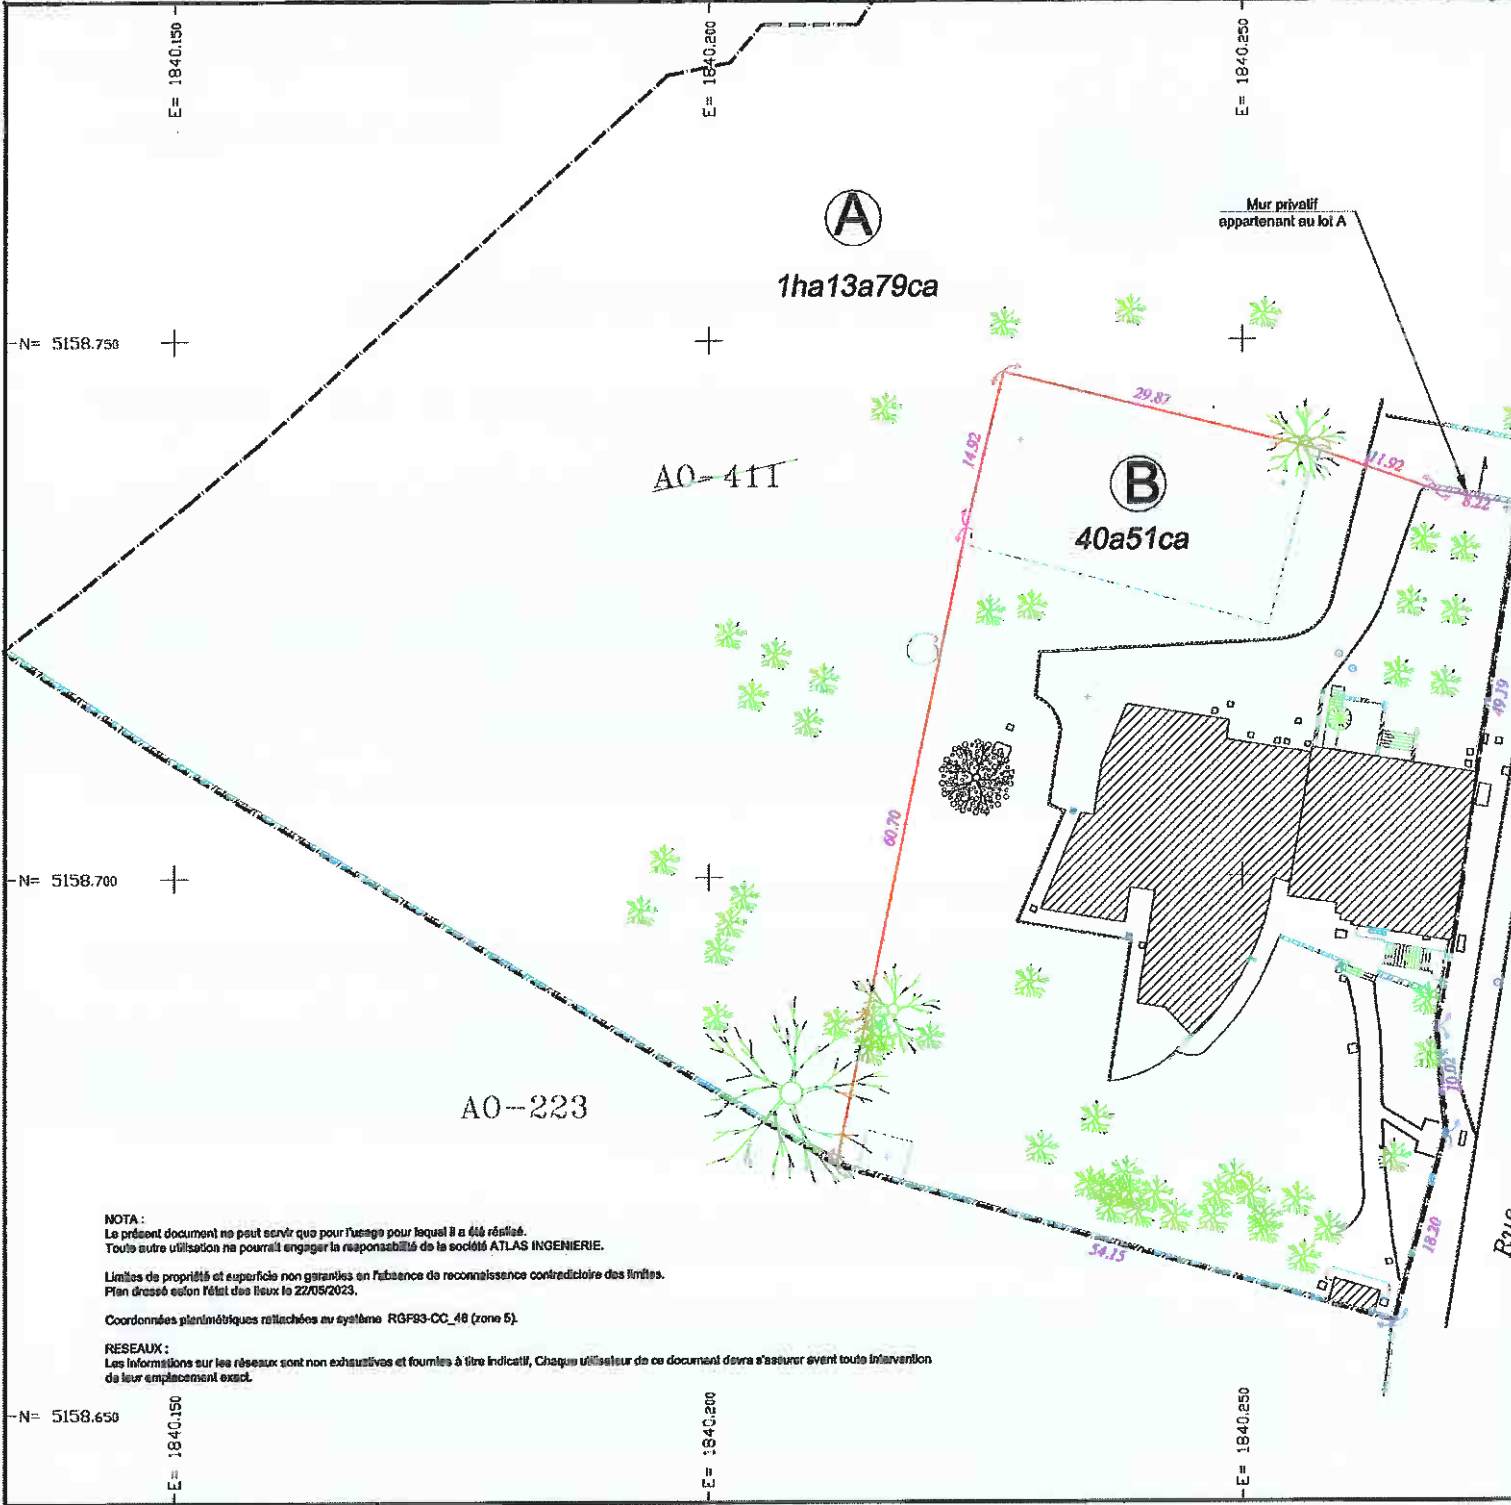 E= 1840.150
E= 1840.200
E= 1840.250
A
1ha13a79ca
Mur privatif
appartenant au lot A
N= 5158.750
29.87
14.92
11.92
8.22
AO-411
B
40a51ca
49.19
60.70
N= 5158.700
10.02
AO-223
18.20
54.15
Rue
NOTA :
Le présent document ne peut servir que pour l'usage pour lequel il a été réalisé.
Toute autre utilisation ne pourrait engager la responsabilité de la société ATLAS INGENIERIE.
Limites de propriété et superficie non garanties en l'absence de reconnaissance contradictoire des limites.
Plan dressé selon l'état des lieux le 22/05/2023.
Coordonnées planimétriques rattachées au système RGF93-CC_46 (zone 5).
RESEAUX :
Les informations sur les réseaux sont non exhaustives et fournies à titre indicatif, Chaque utilisateur de ce document devra s'assurer avant toute intervention
de leur emplacement exact.
N= 5158.650
E= 1840.150
E= 1840.200
E= 1840.250